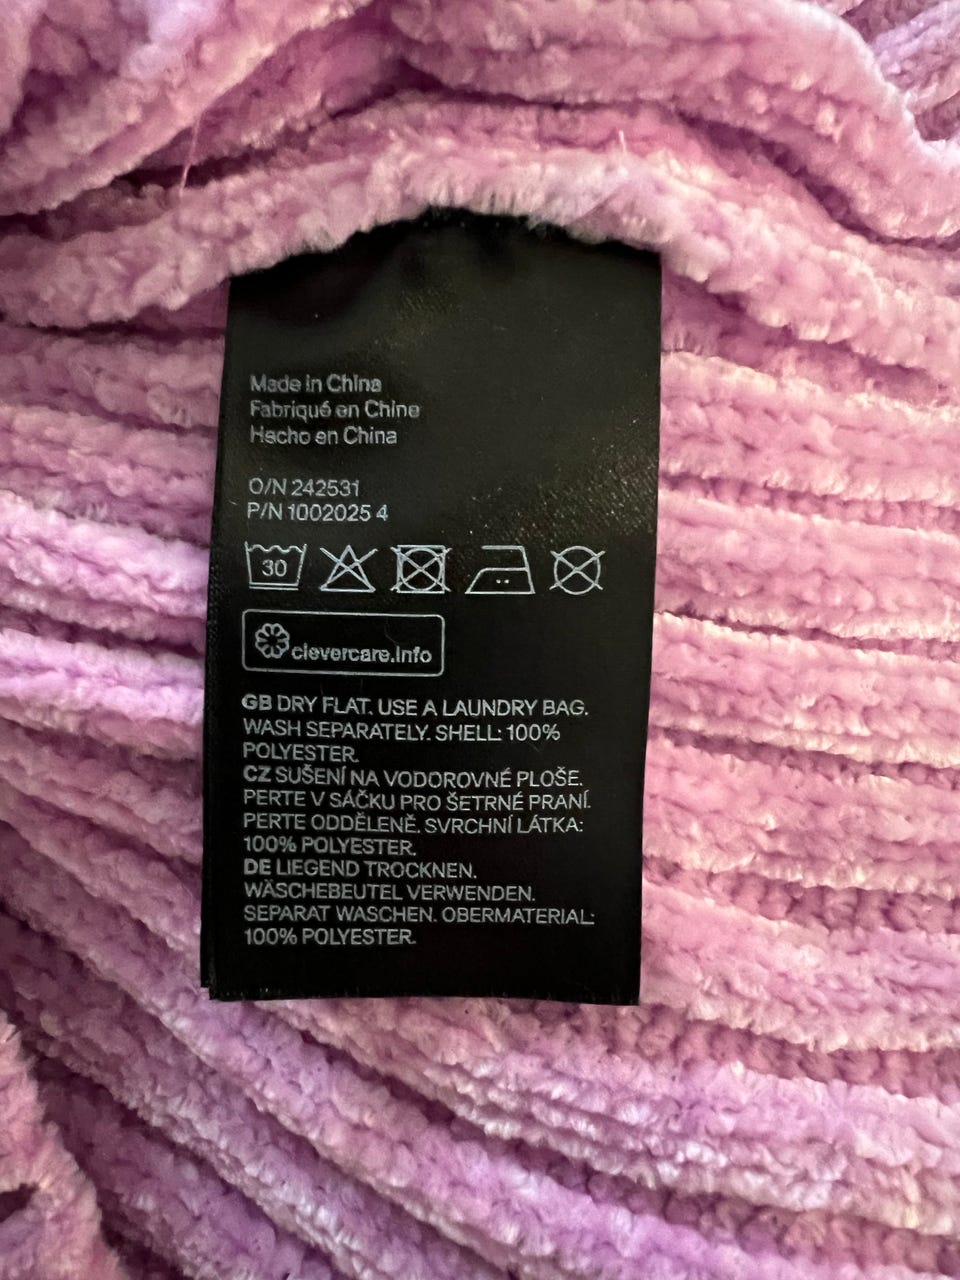 Made in China
Fabriqué en Chine
Hecho en China
O/N 242531
P/N 1002025 4
30
clevercare.info
GB DRY FLAT. USE A LAUNDRY BAG.
WASH SEPARATELY. SHELL: 100%
POLYESTER.
CZ SUŠENÍ NA VODOROVNÉ PLOŠE.
PERTE V SÁČKU PRO ŠETRNÉ PRANÍ.
PERTE ODDĚLENĚ. SVRCHNÍ LÁTKA:
100% POLYESTER.
DE LIEGEND TROCKNEN.
WÄSCHEBEUTEL VERWENDEN.
SEPARAT WASCHEN. OBERMATERIAL:
100% POLYESTER.